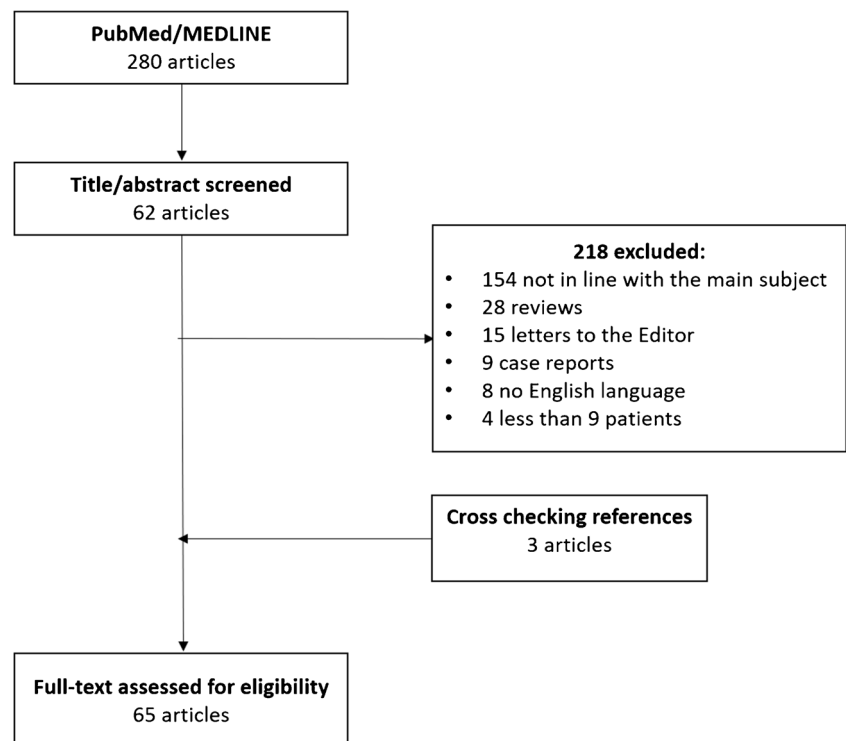 PubMed/MEDLINE
280 articles
Title/abstract screened
62 articles
218 excluded:
• 154 not in line with the main subject
• 28 reviews
• 15 letters to the Editor
• 9 case reports
• 8 no English language
• 4 less than 9 patients
Cross checking references
3 articles
Full-text assessed for eligibility
65 articles